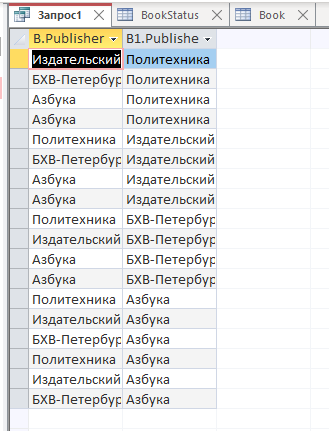 Запрос1 BookStatus Book
B.Publisher B1.Publishe
Издательский Политехника
БХВ-Петербур Политехника
Азбука Политехника
Азбука Политехника
Политехника Издательский
БХВ-Петербур Издательский
Азбука Издательский
Азбука Издательский
Политехника БХВ-Петербур
Издательский БХВ-Петербур
Азбука БХВ-Петербур
Азбука БХВ-Петербур
Политехника Азбука
Издательский Азбука
БХВ-Петербур Азбука
Политехника Азбука
Издательский Азбука
БХВ-Петербур Азбука